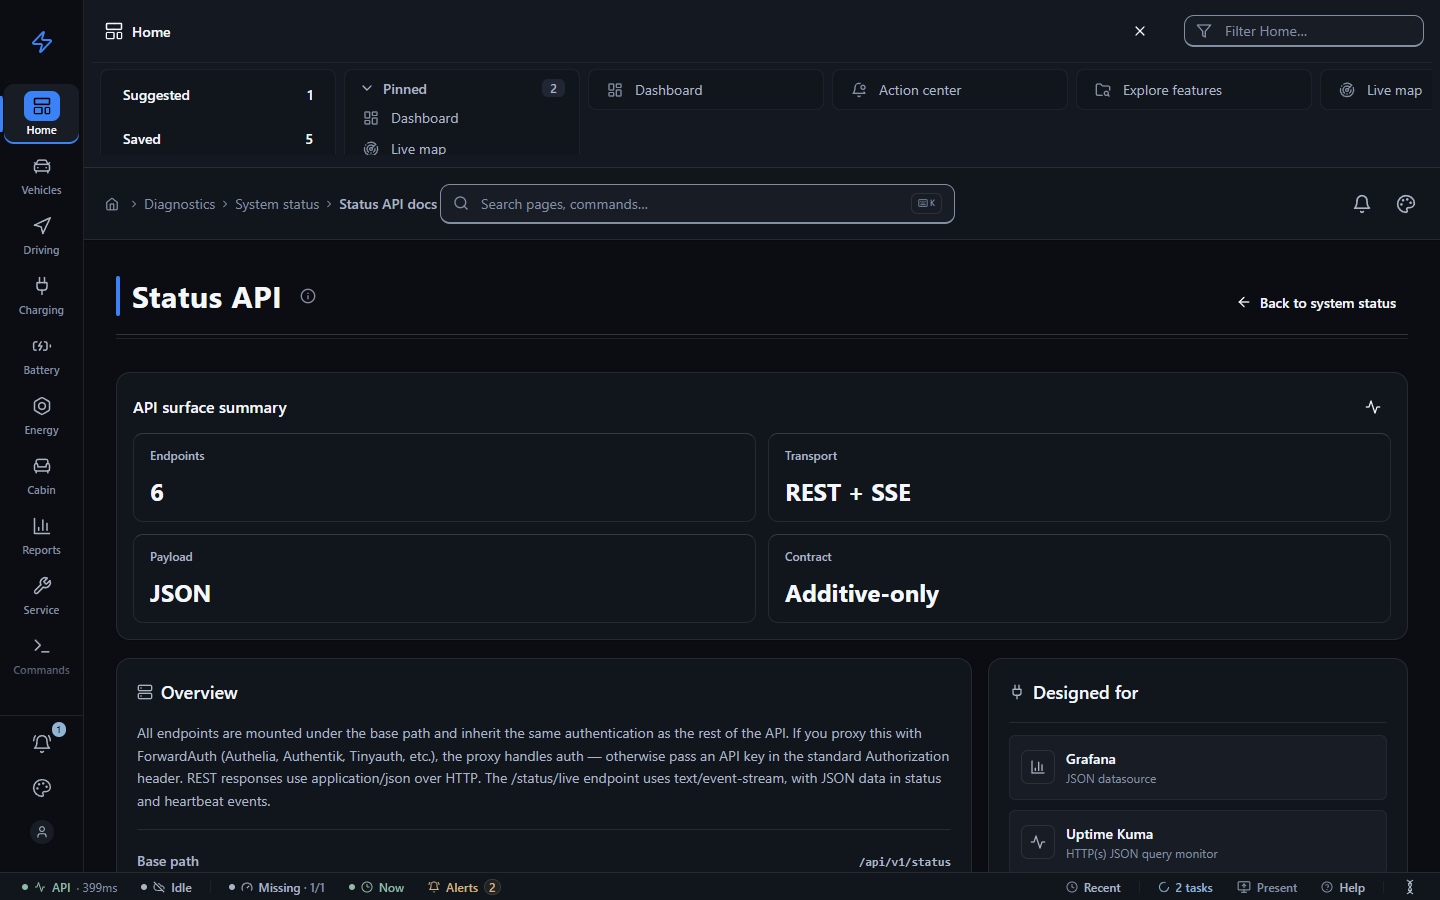 Home
Filter Home...
Home
Vehicles
Driving
Charging
Battery
Energy
Cabin
Reports
Service
Commands
1
Suggested 1
Saved 5
Pinned 2
Dashboard
Live map
Dashboard
Action center
Explore features
Live map
Diagnostics > System status > Status API docs
Search pages, commands...
K
Status API
Back to system status
API surface summary
Endpoints
6
Transport
REST + SSE
Payload
JSON
Contract
Additive-only
Overview
All endpoints are mounted under the base path and inherit the same authentication as the rest of the API. If you proxy this with
ForwardAuth (Authelia, Authentik, Tinyauth, etc.), the proxy handles auth — otherwise pass an API key in the standard Authorization
header. REST responses use application/json over HTTP. The /status/live endpoint uses text/event-stream, with JSON data in status
and heartbeat events.
Base path /api/v1/status
Designed for
Grafana
JSON datasource
Uptime Kuma
HTTP(s) JSON query monitor
API · 399ms
Idle
Missing · 1/1
Now
Alerts 2
Recent
2 tasks
Present
Help